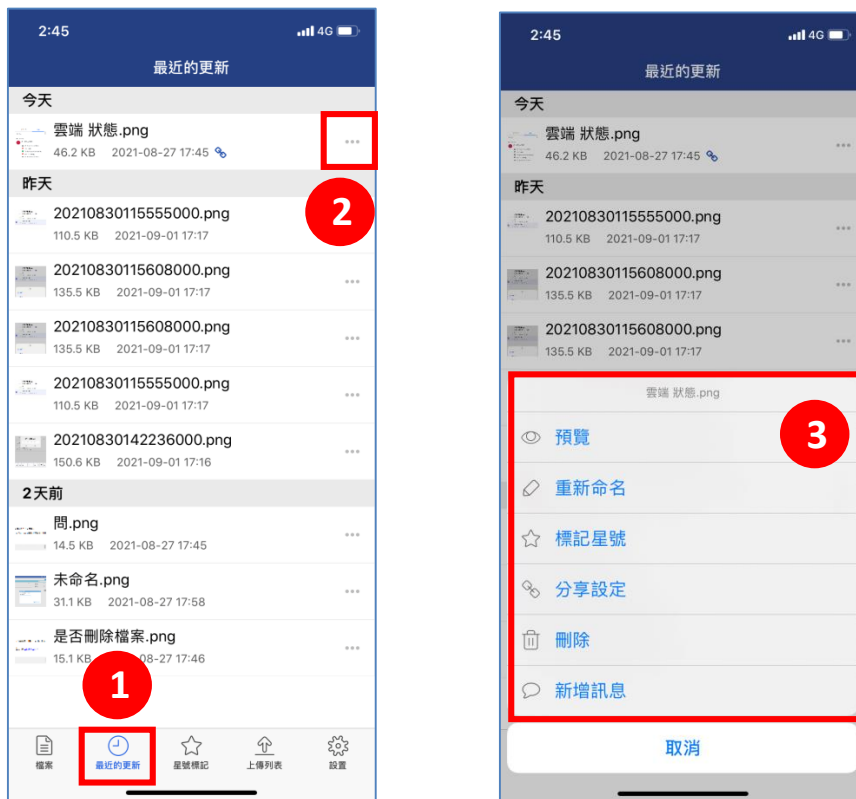 2:45
4G
最近的更新
今天
雲端 狀態.png
46.2 KB 2021-08-27 17:45
2
昨天
20210830115555000.png
110.5 KB 2021-09-01 17:17
20210830115608000.png
135.5 KB 2021-09-01 17:17
20210830115608000.png
135.5 KB 2021-09-01 17:17
20210830115555000.png
110.5 KB 2021-09-01 17:17
20210830142236000.png
150.6 KB 2021-09-01 17:16
2天前
問.png
14.5 KB 2021-08-27 17:45
未命名.png
31.1 KB 2021-08-27 17:58
是否刪除檔案.png
15.1 KB 08-27 17:46
1
檔案
最近的更新
星號標記
上傳列表
設置
2:45
4G
最近的更新
今天
雲端 狀態.png
46.2 KB 2021-08-27 17:45
昨天
20210830115555000.png
110.5 KB 2021-09-01 17:17
20210830115608000.png
135.5 KB 2021-09-01 17:17
20210830115608000.png
135.5 KB 2021-09-01 17:17
雲端 狀態.png
3
預覽
重新命名
標記星號
分享設定
刪除
新增訊息
取消